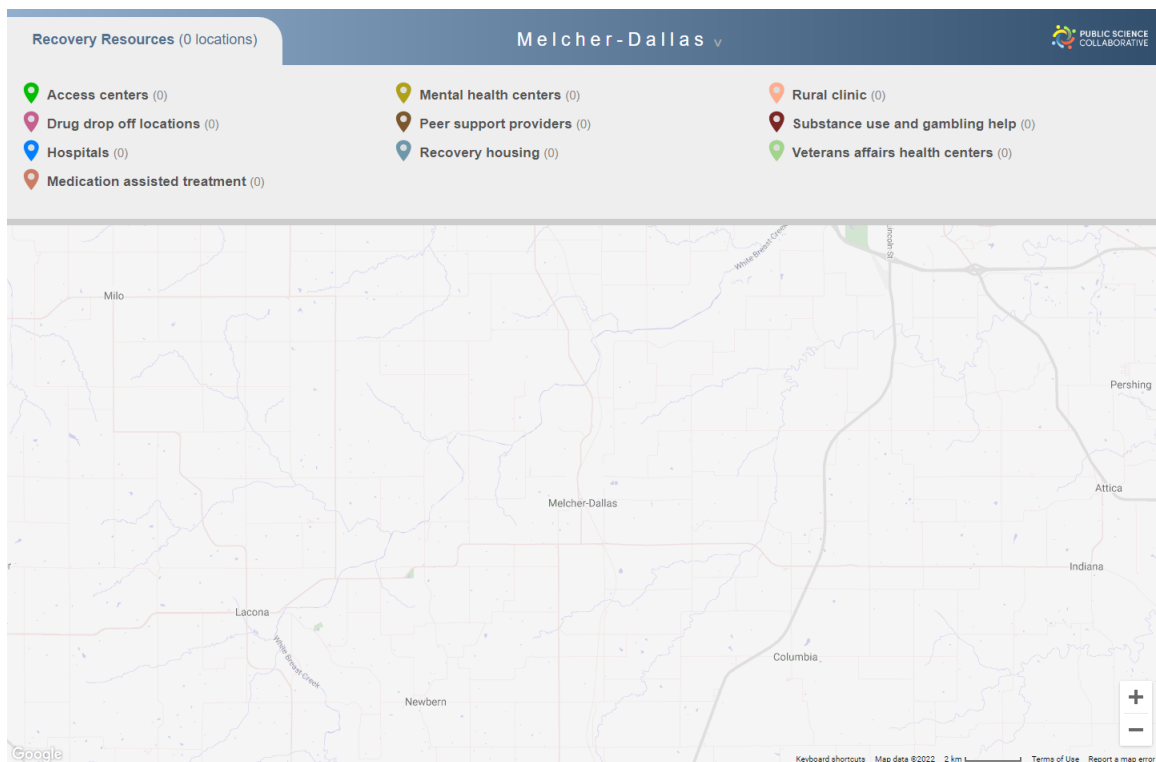 Recovery Resources (0 locations)
Melcher-Dallas v
PUBLIC SCIENCE
COLLABORATIVE
Access centers (0)
Mental health centers (0)
Rural clinic (0)
Drug drop off locations (0)
Peer support providers (0)
Substance use and gambling help (0)
Hospitals (0)
Recovery housing (0)
Veterans affairs health centers (0)
Medication assisted treatment (0)
Lincoln St
White Breast Creek
Milo
Pershing
Attica
Melcher-Dallas
Indiana
Lacona
White Breast Creek
Columbia
Newbern
+
−
Google
Keyboard shortcuts
Map data ©2022
2 km
Terms of Use
Report a map error